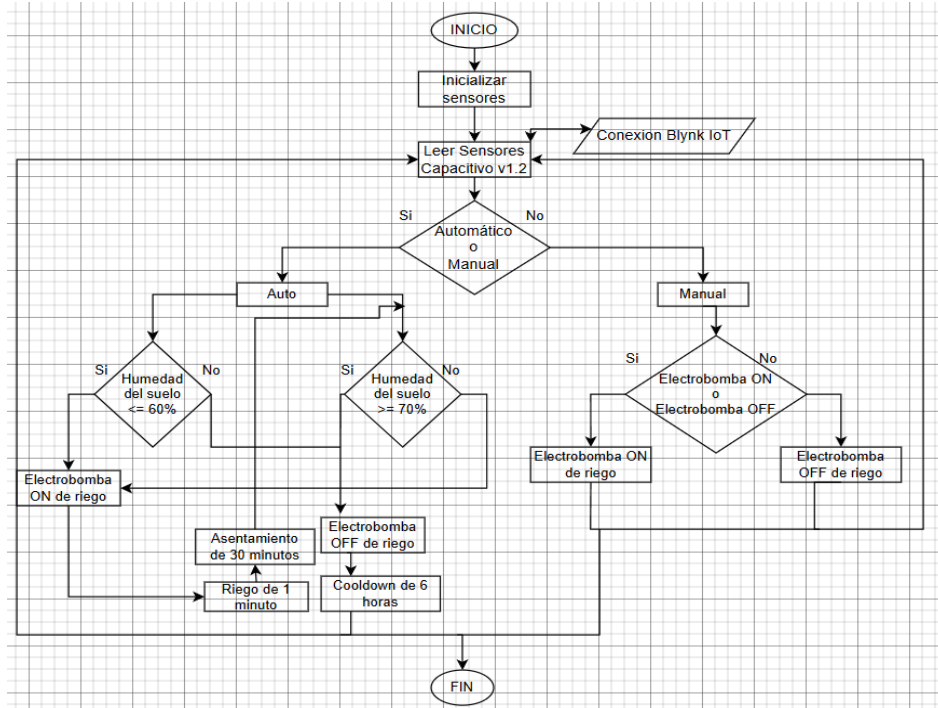 INICIO
Inicializar
sensores
Conexion Blynk IoT
Leer Sensores
Capacitivo v1.2
Si
No
Automático
o
Manual
Auto
Manual
Si
No
Humedad
del suelo
<= 60%
Si
No
Humedad
del suelo
>= 70%
Si
No
Electrobomba ON
o
Electrobomba OFF
Electrobomba ON
de riego
Electrobomba
OFF de riego
Electrobomba
ON de riego
Asentamiento
de 30 minutos
Electrobomba
OFF de riego
Riego de 1
minuto
Cooldown de 6
horas
FIN